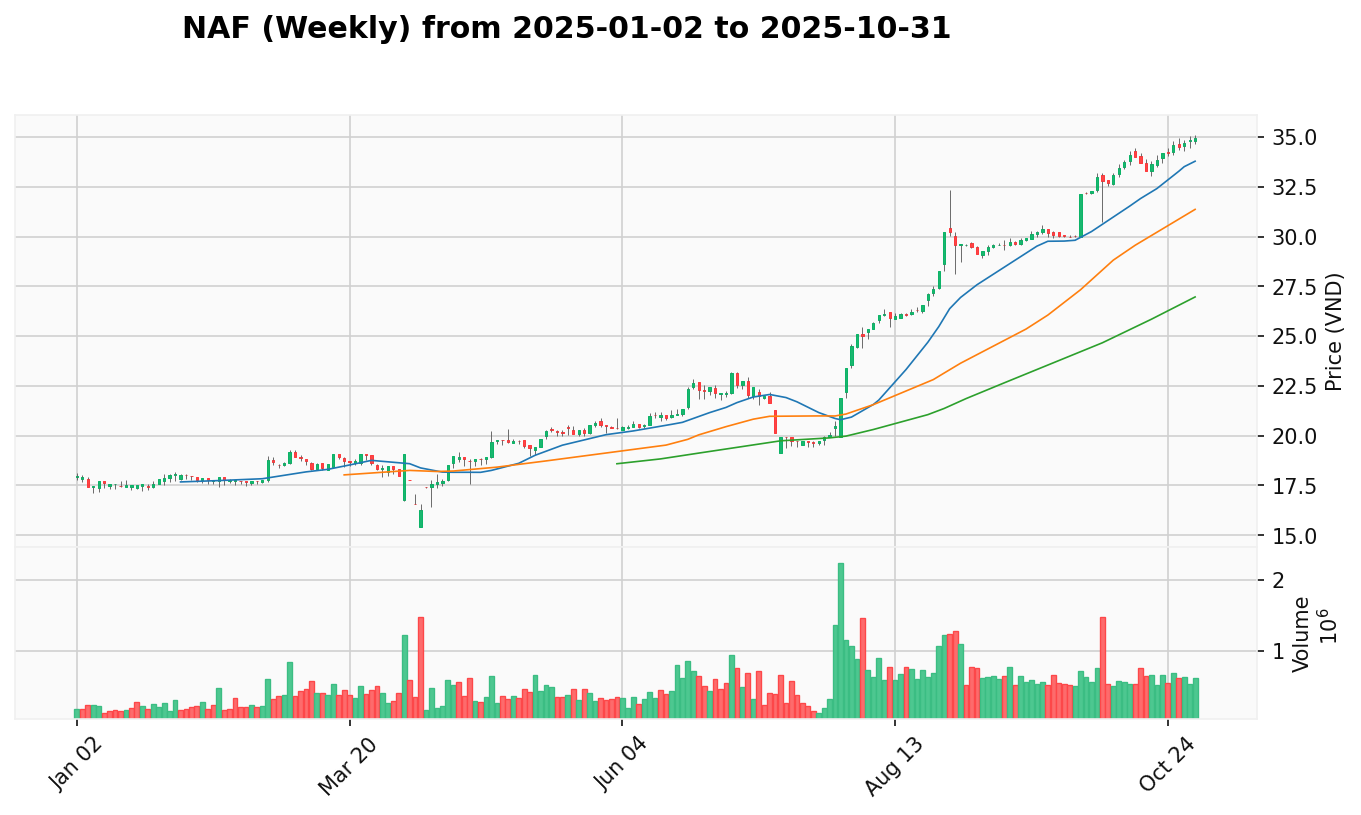 NAF (Weekly) from 2025-01-02 to 2025-10-31
35.0
32.5
30.0
27.5
25.0
22.5
20.0
17.5
15.0
Price (VND)
2
1
Volume
10⁶
Jan 02
Mar 20
Jun 04
Aug 13
Oct 24